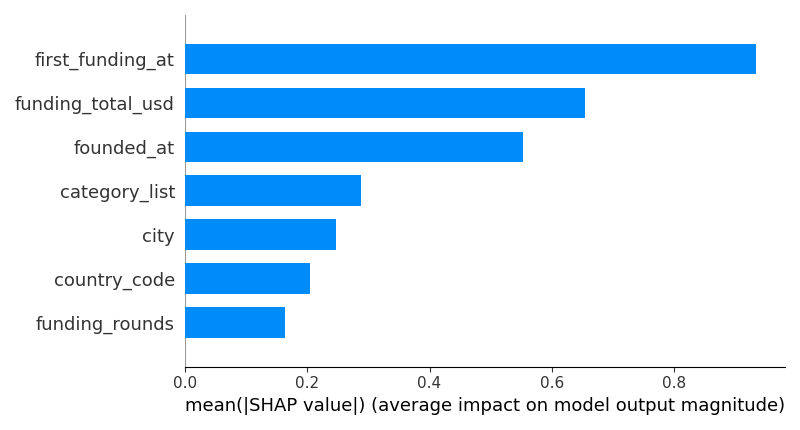 first_funding_at
funding_total_usd
founded_at
category_list
city
country_code
funding_rounds
0.0 0.2 0.4 0.6 0.8
mean(|SHAP value|) (average impact on model output magnitude)